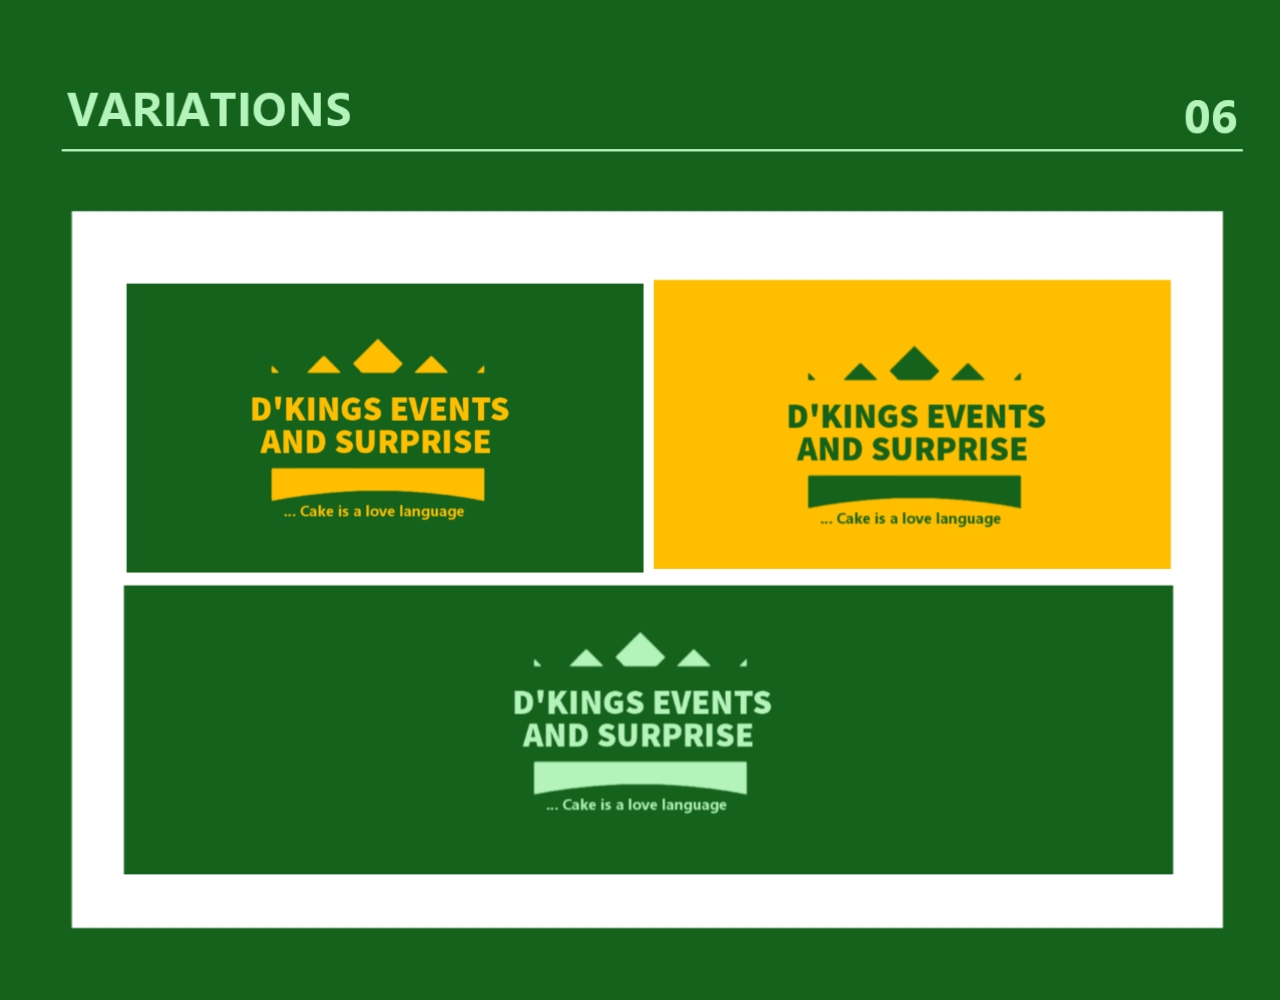 VARIATIONS
06
D'KINGS EVENTS
AND SURPRISE
... Cake is a love language
D'KINGS EVENTS
AND SURPRISE
... Cake is a love language
D'KINGS EVENTS
AND SURPRISE
... Cake is a love language